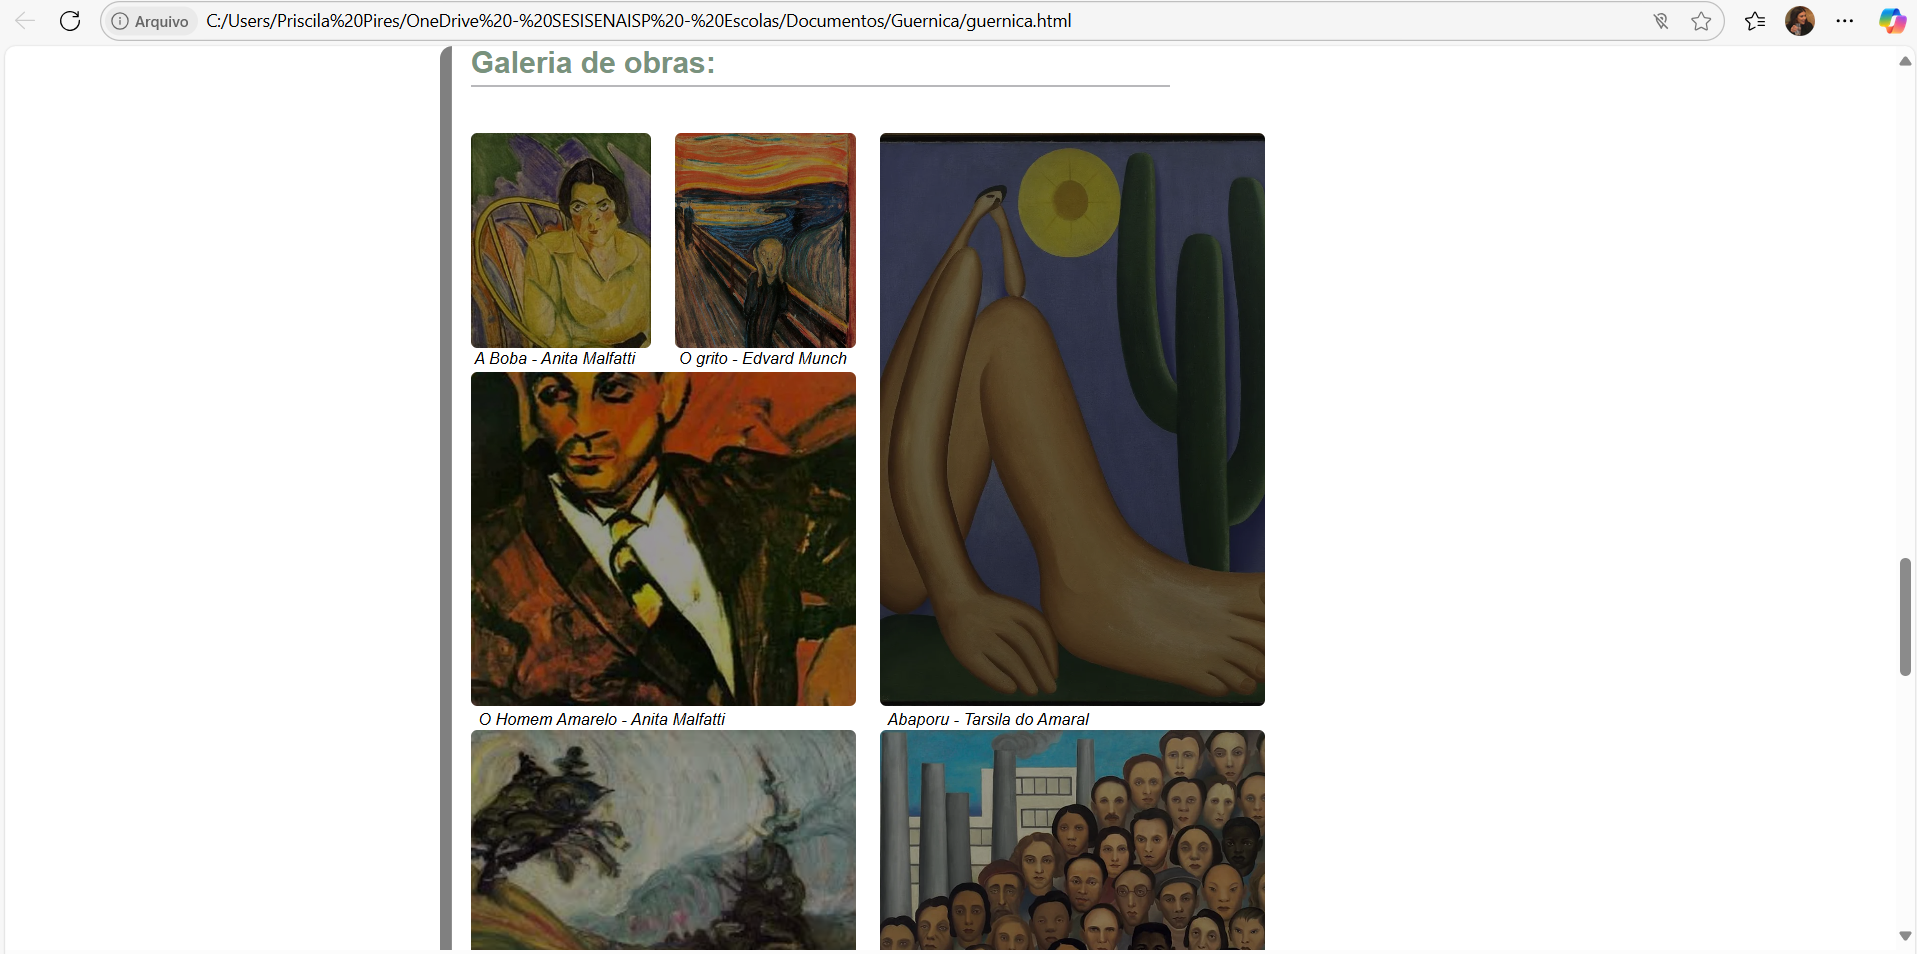 Arquivo C:/Users/Priscila%20Pires/OneDrive%20-%20SESISENAISP%20-%20Escolas/Documentos/Guernica/guernica.html
Galeria de obras:
A Boba - Anita Malfatti
O grito - Edvard Munch
O Homem Amarelo - Anita Malfatti
Abaporu - Tarsila do Amaral